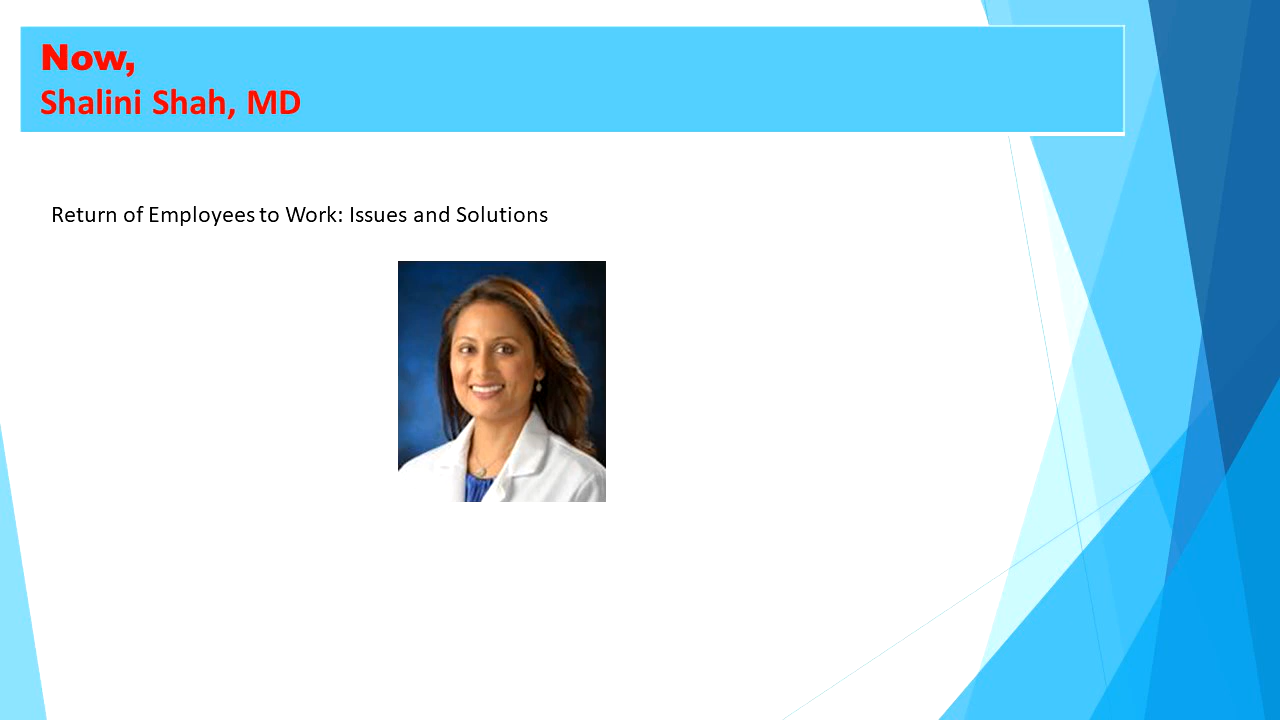 Now,
Shalini Shah, MD
Return of Employees to Work: Issues and Solutions